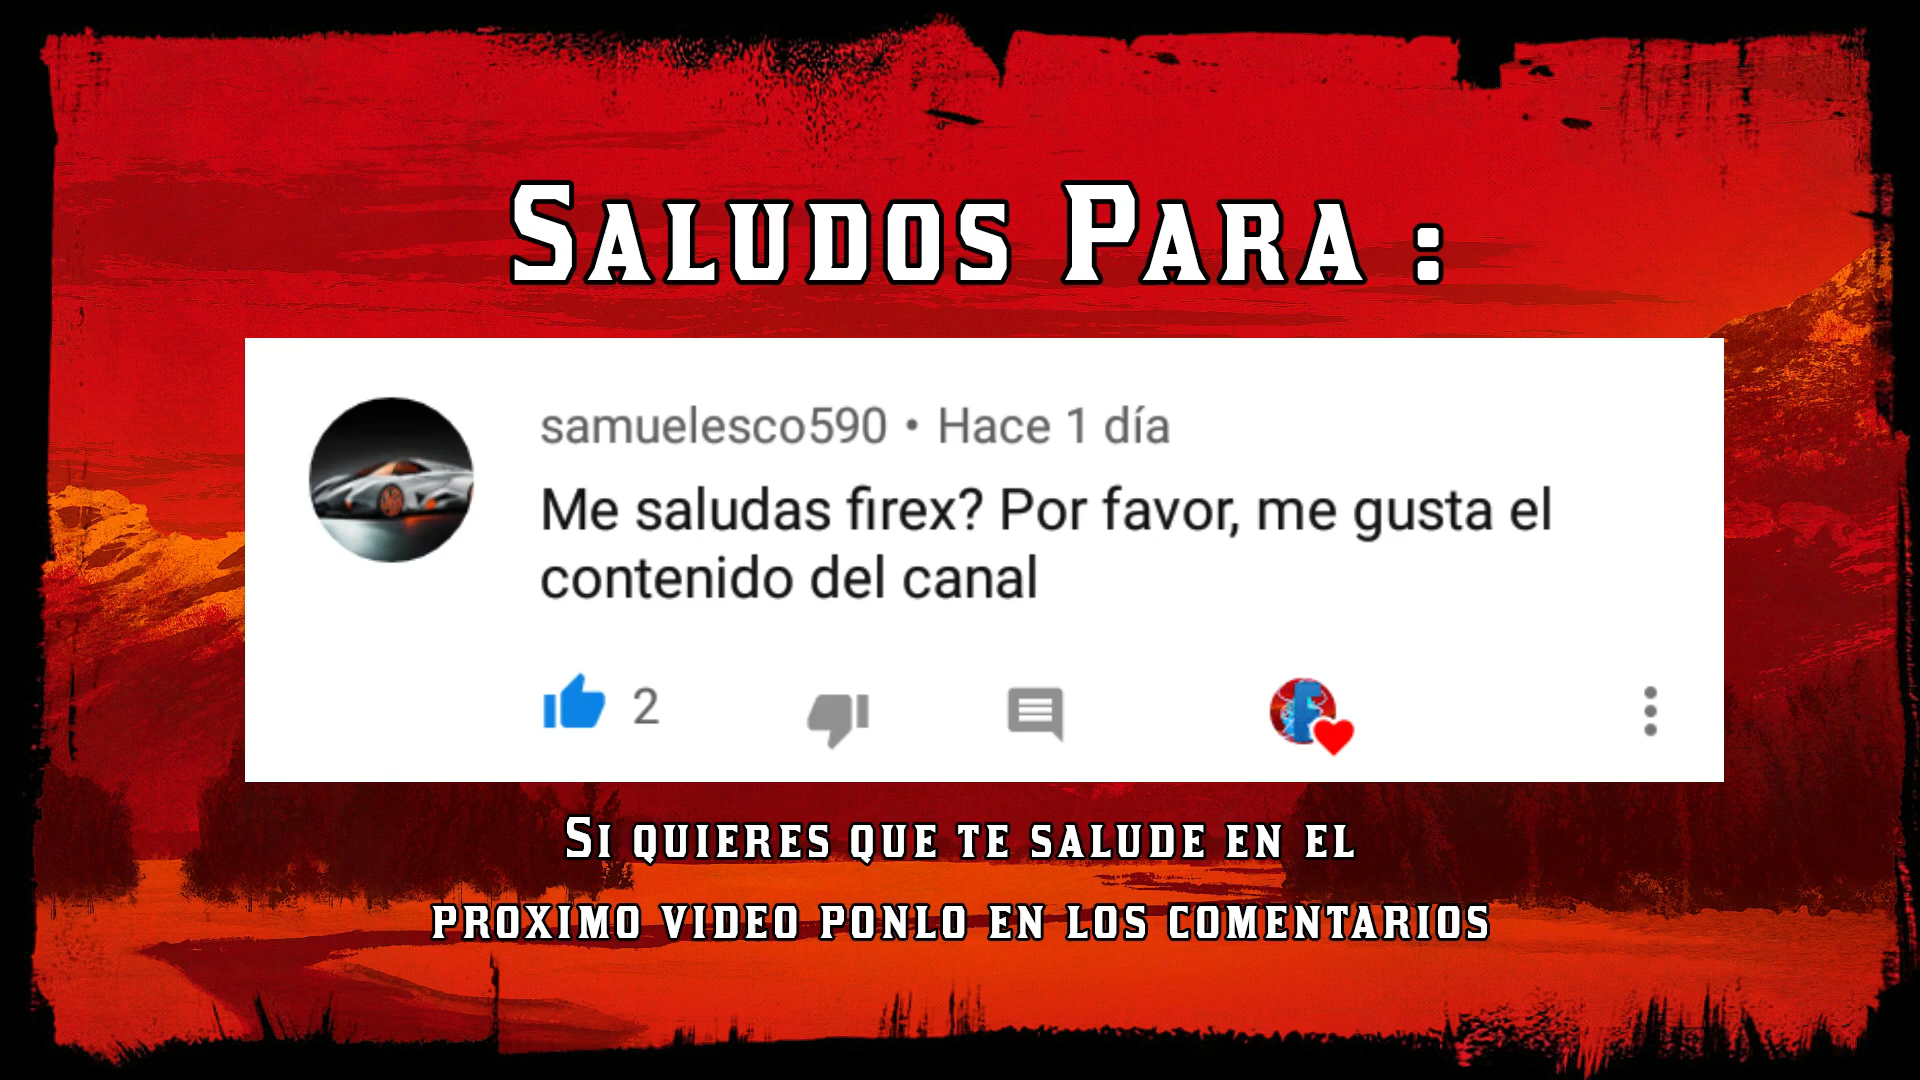 Saludos Para :
samuelesco590 • Hace 1 día
Me saludas firex? Por favor, me gusta el
contenido del canal
2
F
Si quieres que te salude en el
proximo video ponlo en los comentarios